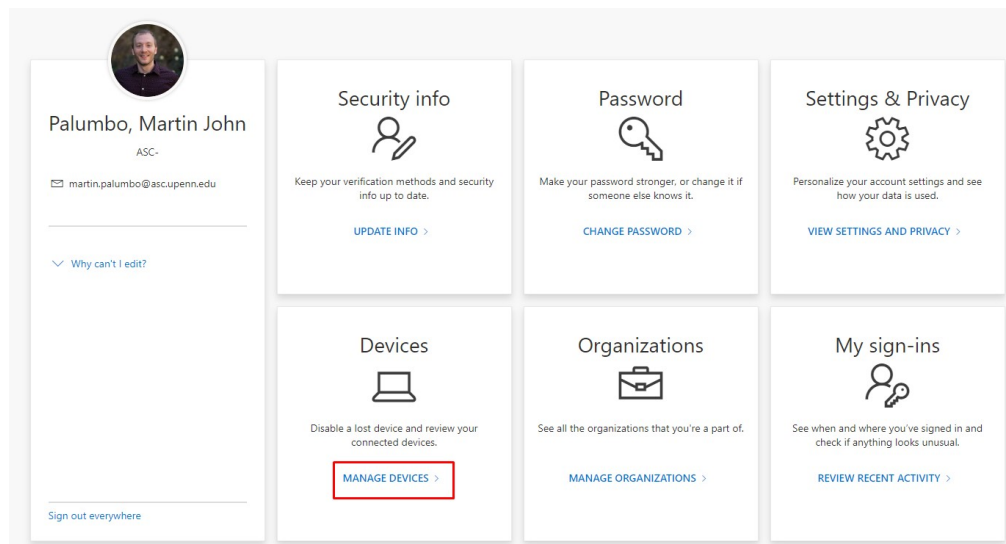 Palumbo, Martin John
ASC-
martin.palumbo@asc.upenn.edu
Why can't I edit?
Sign out everywhere
Security info
Keep your verification methods and security
info up to date.
UPDATE INFO >
Password
Make your password stronger, or change it if
someone else knows it.
CHANGE PASSWORD >
Settings & Privacy
Personalize your account settings and see
how your data is used.
VIEW SETTINGS AND PRIVACY >
Devices
Disable a lost device and review your
connected devices.
MANAGE DEVICES >
Organizations
See all the organizations that you're a part of.
MANAGE ORGANIZATIONS >
My sign-ins
See when and where you've signed in and
check if anything looks unusual.
REVIEW RECENT ACTIVITY >